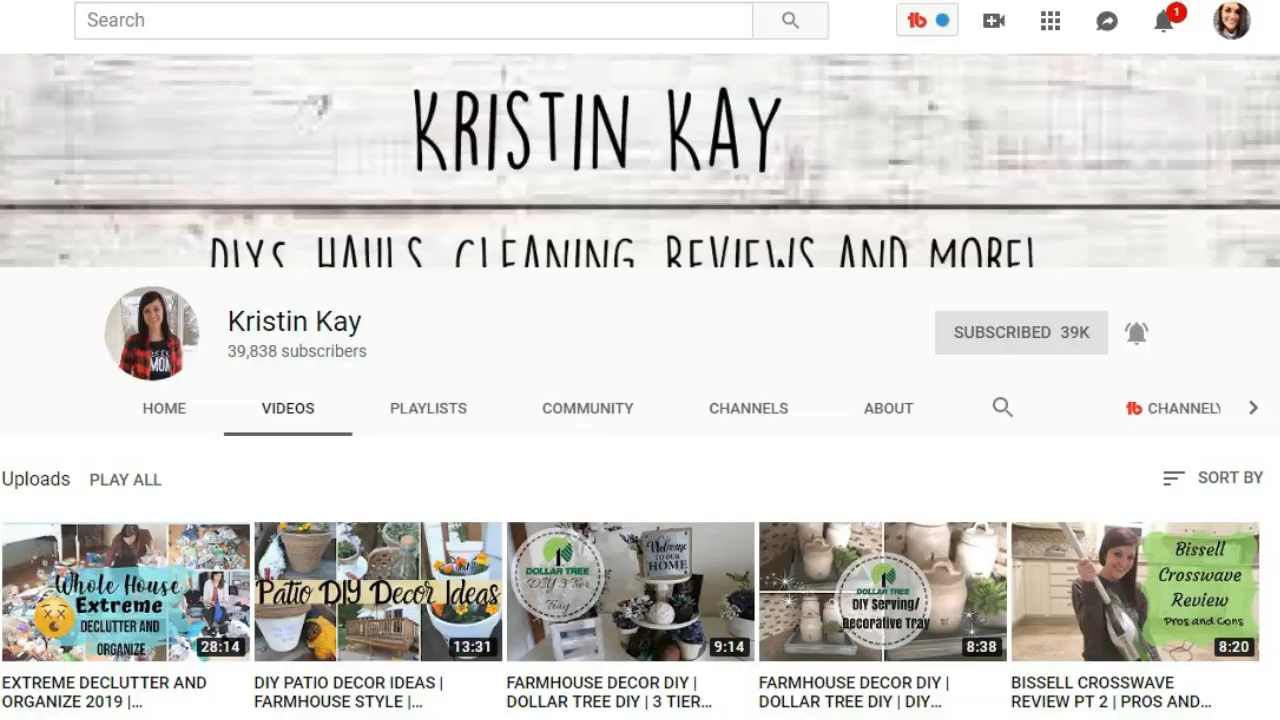 Search
1
KRISTIN KAY
DIYS, HAULS, CLEANING, REVIEWS AND MORE!
Kristin Kay
39,838 subscribers
SUBSCRIBED 39K
HOME VIDEOS PLAYLISTS COMMUNITY CHANNELS ABOUT
Uploads PLAY ALL
SORT BY
Whole House
Extreme
DECLUTTER AND
ORGANIZE
28:14
Patio DIY Decor Ideas
13:31
DOLLAR TREE
DIY 3 Tier
Tray
Welcome
TO OUR
HOME
9:14
DOLLAR TREE
DIY Serving/
Decorative Tray
8:38
Bissell
Crosswave
Review
Pros and Cons
8:20
EXTREME DECLUTTER AND
ORGANIZE 2019 |...
DIY PATIO DECOR IDEAS |
FARMHOUSE STYLE |...
FARMHOUSE DECOR DIY |
DOLLAR TREE DIY | 3 TIER...
FARMHOUSE DECOR DIY |
DOLLAR TREE DIY | DIY...
BISSELL CROSSWAVE
REVIEW PT 2 | PROS AND...